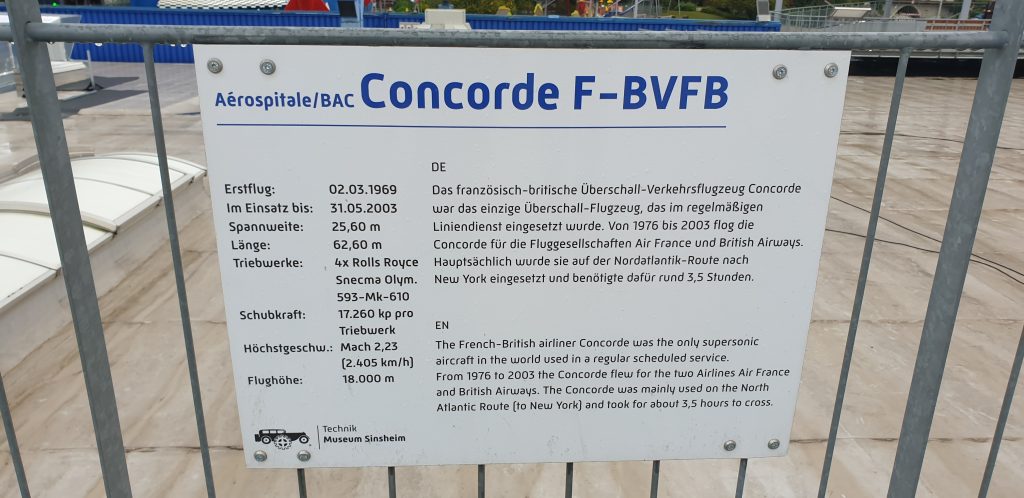 Aérospitale/BAC Concorde F-BVFB
Erstflug: 02.03.1969
Im Einsatz bis: 31.05.2003
Spannweite: 25,60 m
Länge: 62,60 m
Triebwerke: 4x Rolls Royce
Snecma Olym.
593-Mk-610
Schubkraft: 17.260 kp pro
Triebwerk
Höchstgeschw.: Mach 2,23
(2.405 km/h)
Flughöhe: 18.000 m
DE
Das französisch-britische Überschall-Verkehrsflugzeug Concorde
war das einzige Überschall-Flugzeug, das im regelmäßigen
Liniendienst eingesetzt wurde. Von 1976 bis 2003 flog die
Concorde für die Fluggesellschaften Air France und British Airways.
Hauptsächlich wurde sie auf der Nordatlantik-Route nach
New York eingesetzt und benötigte dafür rund 3,5 Stunden.
EN
The French-British airliner Concorde was the only supersonic
aircraft in the world used in a regular scheduled service.
From 1976 to 2003 the Concorde flew for the two Airlines Air France
and British Airways. The Concorde was mainly used on the North
Atlantic Route (to New York) and took for about 3,5 hours to cross.
Technik
Museum Sinsheim